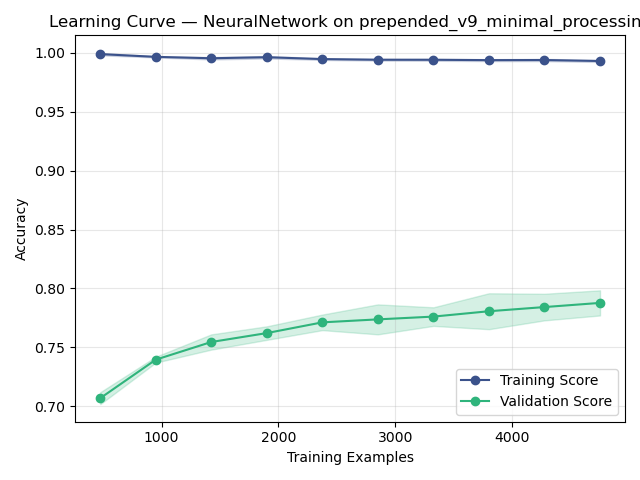 Learning Curve — NeuralNetwork on prepended_v9_minimal_processin
1.00
0.95
0.90
0.85
0.80
0.75
0.70
Accuracy
Training Score
Validation Score
1000 2000 3000 4000
Training Examples